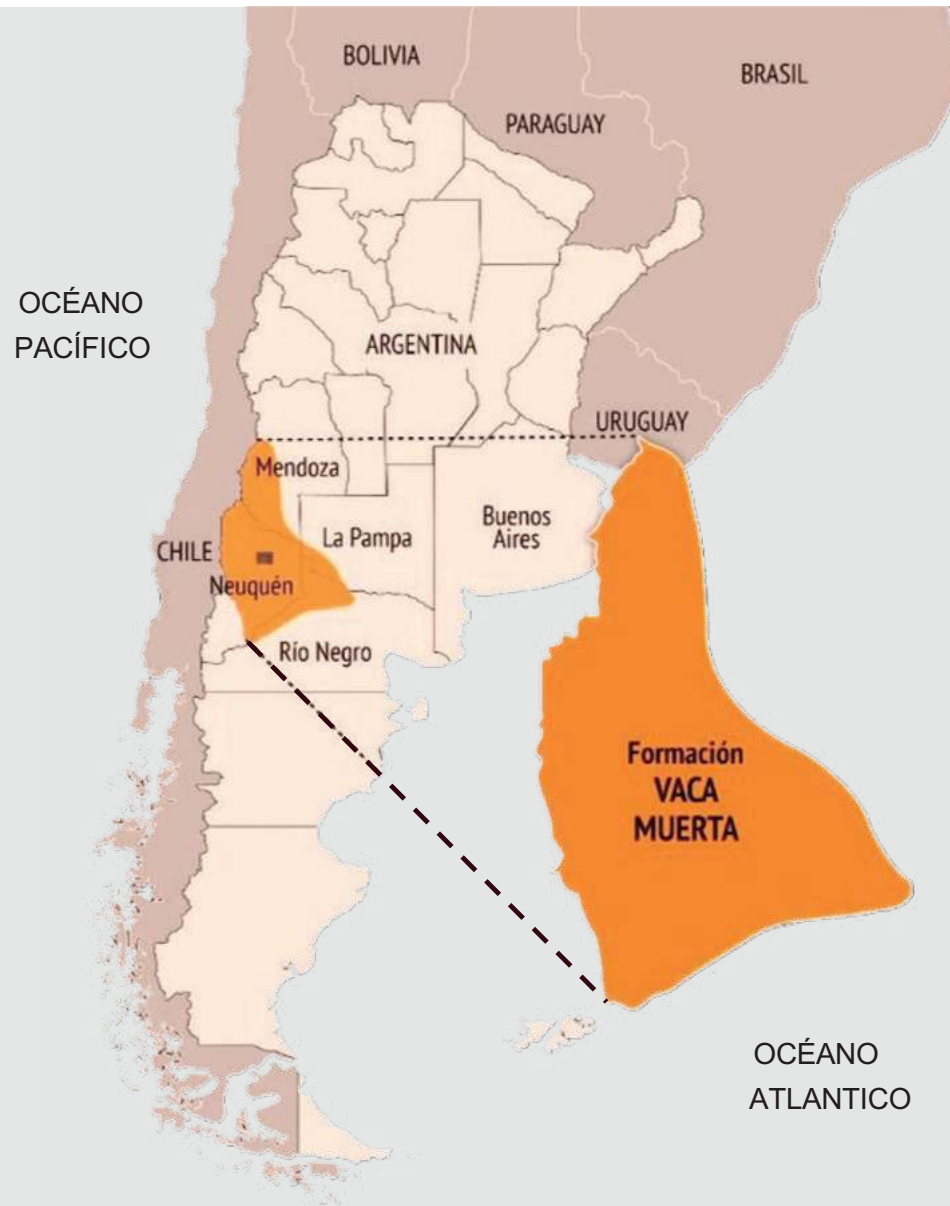 BOLIVIA
BRASIL
PARAGUAY
OCÉANO
PACÍFICO
ARGENTINA
URUGUAY
Mendoza
Buenos
Aires
La Pampa
CHILE
Neuquén
Río Negro
Formación
VACA
MUERTA
OCÉANO
ATLANTICO